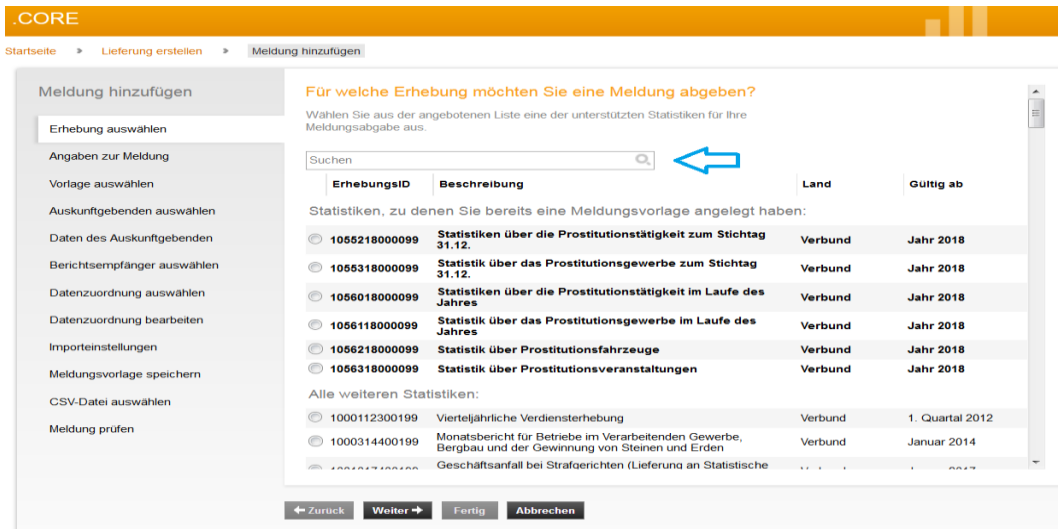 .CORE
Startseite » Lieferung erstellen » Meldung hinzufügen
Meldung hinzufügen
Erhebung auswählen
Angaben zur Meldung
Vorlage auswählen
Auskunftgebenden auswählen
Daten des Auskunftgebenden
Berichtsempfänger auswählen
Datenzuordnung auswählen
Datenzuordnung bearbeiten
Importeinstellungen
Meldungsvorlage speichern
CSV-Datei auswählen
Meldung prüfen
Für welche Erhebung möchten Sie eine Meldung abgeben?
Wählen Sie aus der angebotenen Liste eine der unterstützten Statistiken für Ihre
Meldungsabgabe aus.
Suchen
ErhebungsID Beschreibung Land Gültig ab
Statistiken, zu denen Sie bereits eine Meldungsvorlage angelegt haben:
1055218000099 Statistiken über die Prostitutionstätigkeit zum Stichtag 31.12. Verbund Jahr 2018
1055318000099 Statistik über das Prostitutionsgewerbe zum Stichtag 31.12. Verbund Jahr 2018
1056018000099 Statistiken über die Prostitutionstätigkeit im Laufe des Jahres Verbund Jahr 2018
1056118000099 Statistik über das Prostitutionsgewerbe im Laufe des Jahres Verbund Jahr 2018
1056218000099 Statistik über Prostitutionsfahrzeuge Verbund Jahr 2018
1056318000099 Statistik über Prostitutionsveranstaltungen Verbund Jahr 2018
Alle weiteren Statistiken:
1000112300199 Vierteljährliche Verdiensterhebung Verbund 1. Quartal 2012
1000314400199 Monatsbericht für Betriebe im Verarbeitenden Gewerbe, Bergbau und der Gewinnung von Steinen und Erden Verbund Januar 2014
Geschäftsanfall bei Strafgerichten (Lieferung an Statistische
Zurück Weiter Fertig Abbrechen